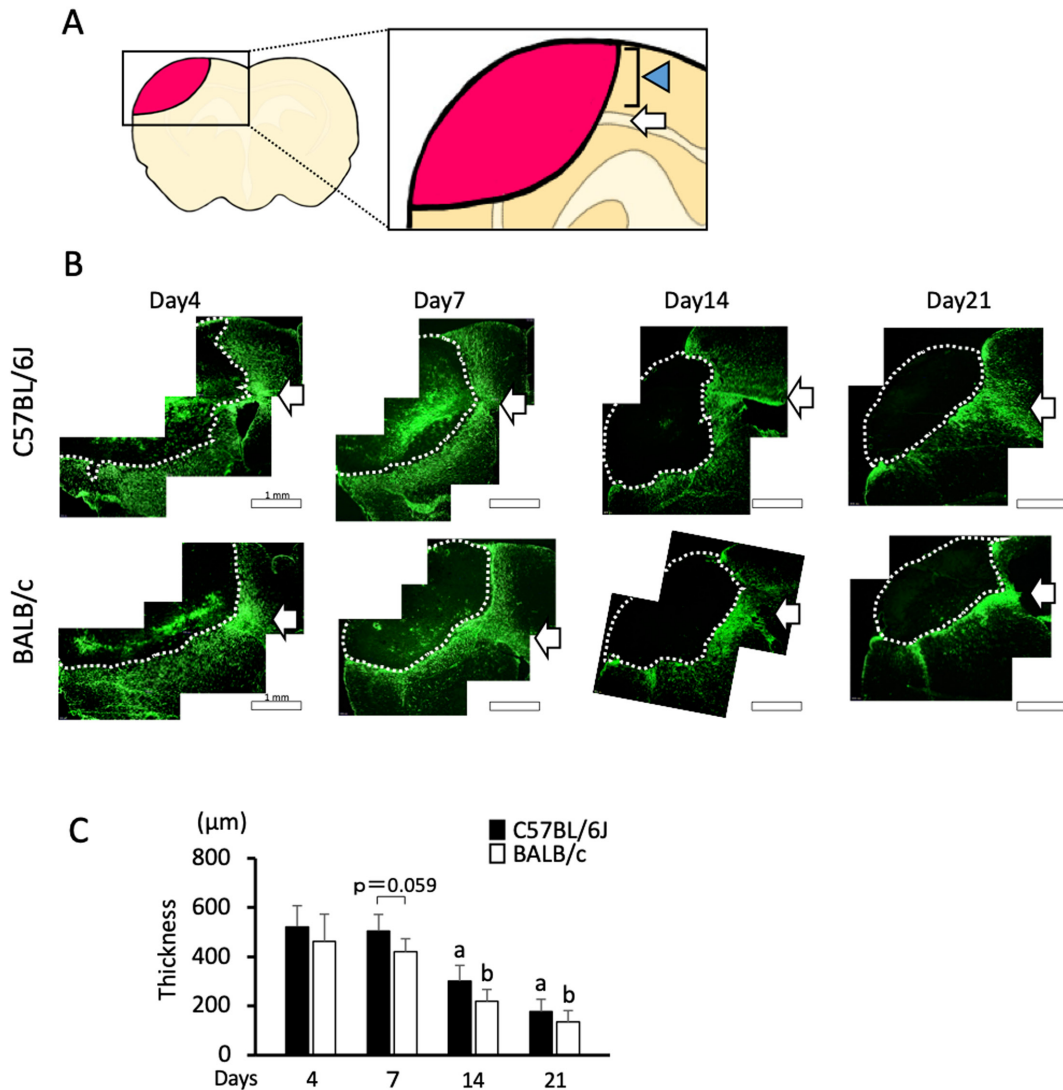 A
B
Day4 Day7 Day14 Day21
C57BL/6J
1 mm
BALB/c
1 mm
C
(μm)
C57BL/6J
BALB/c
800
600
400
200
0
Thickness
p＝0.059
a b a b
Days 4 7 14 21